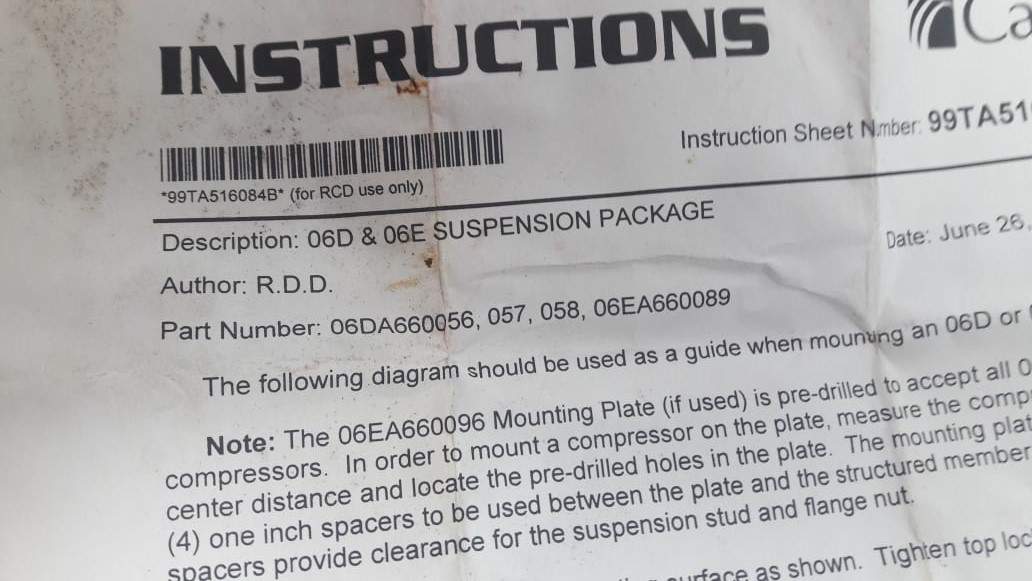 INSTRUCTIONS
Ca
Instruction Sheet Number: 99TA51
*99TA516084B* (for RCD use only)
Description: 06D & 06E SUSPENSION PACKAGE
Date: June 26,
Author: R.D.D.
Part Number: 06DA660056, 057, 058, 06EA660089
The following diagram should be used as a guide when mounting an 06D or
Note: The 06EA660096 Mounting Plate (if used) is pre-drilled to accept all 0
compressors. In order to mount a compressor on the plate, measure the comp
center distance and locate the pre-drilled holes in the plate. The mounting plat
(4) one inch spacers to be used between the plate and the structured member
spacers provide clearance for the suspension stud and flange nut.
surface as shown. Tighten top loc